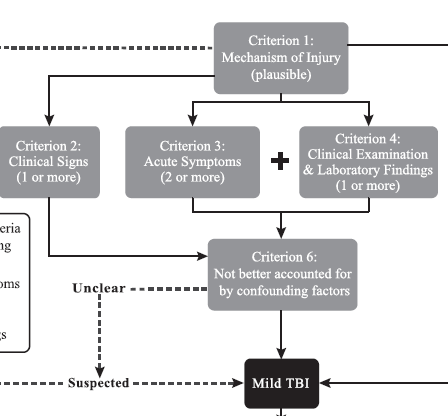 Criterion 1:
Mechanism of Injury
(plausible)
Criterion 2:
Clinical Signs
(1 or more)
Criterion 3:
Acute Symptoms
(2 or more)
+
Criterion 4:
Clinical Examination
& Laboratory Findings
(1 or more)
Criterion 6:
Not better accounted for
by confounding factors
Unclear
Suspected
Mild TBI